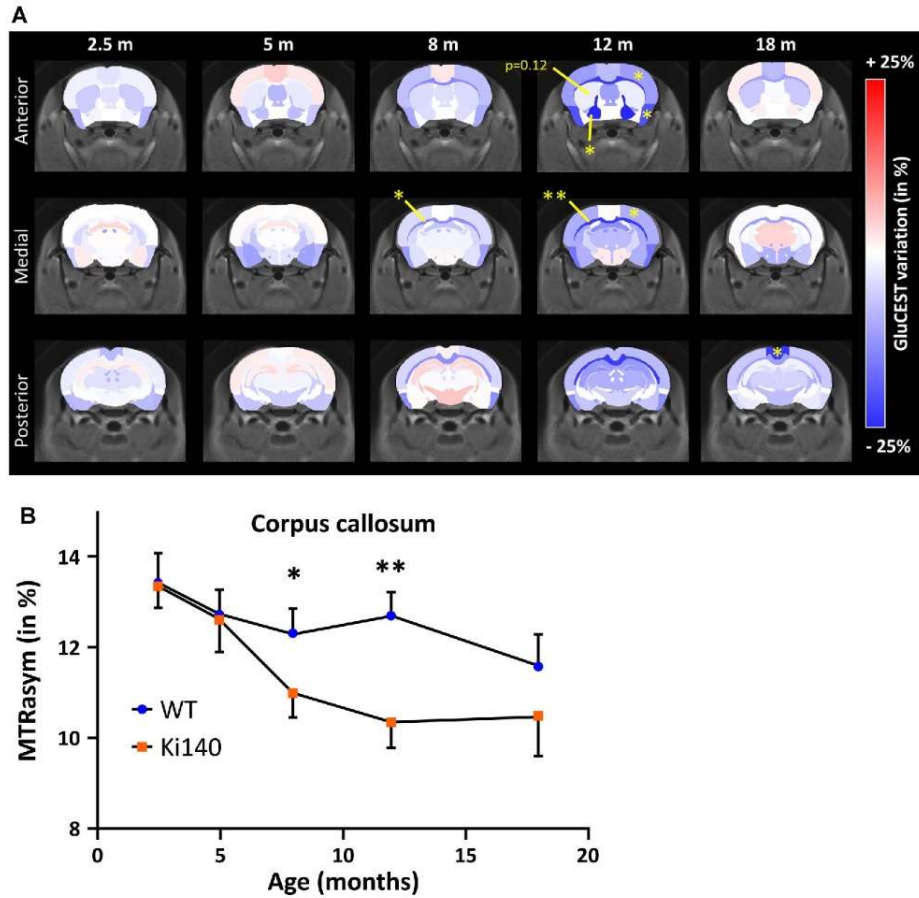 A
2.5 m 5 m 8 m 12 m 18 m
Anterior
p=0.12
*
*
*
Medial
*
**
*
Posterior
*
+ 25%
GluCEST variation (in %)
- 25%
B
Corpus callosum
* **
MTRasym (in %)
14
12
10
8
WT
Ki140
0 5 10 15 20
Age (months)